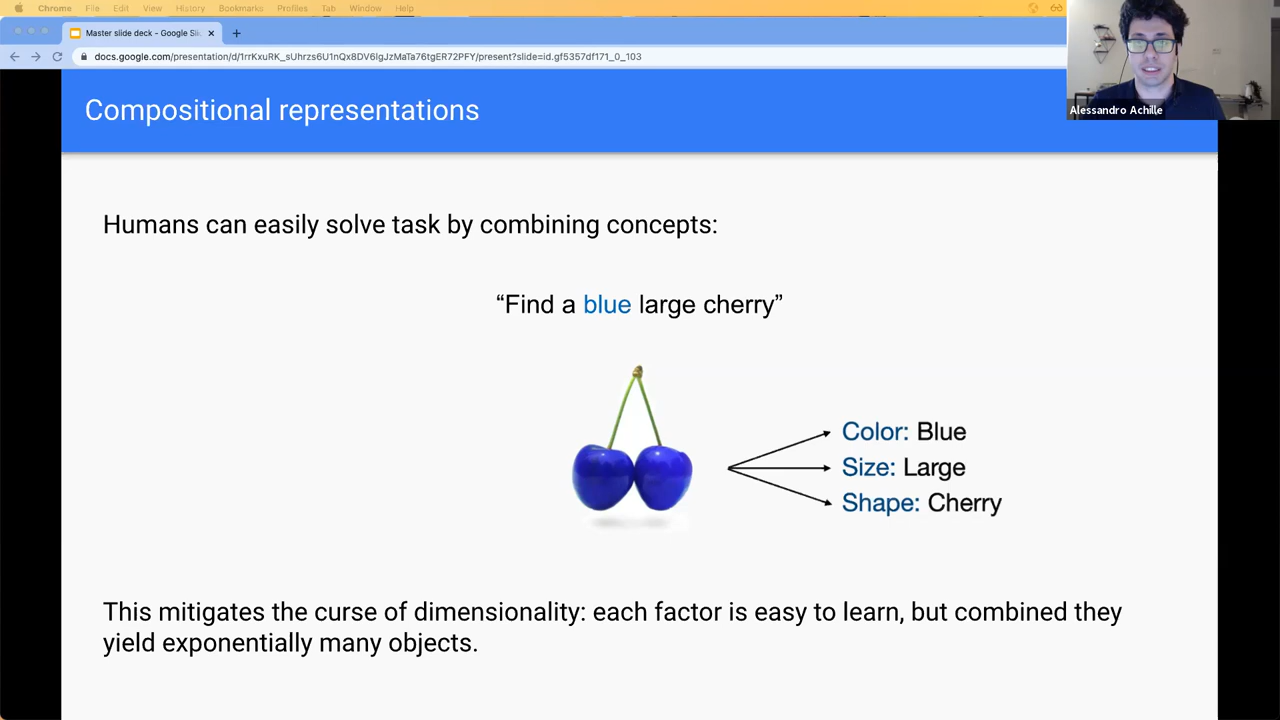 Chrome File Edit View History Bookmarks Profiles Tab Window Help
Master slide deck - Google Sli
docs.google.com/presentation/d/1rrKxuRK_sUhrzs6U1nQx8DV6lgJzMaTa76tgER72PFY/present?slide=id.gf5357df171_0_103
Alessandro Achille
Compositional representations
Humans can easily solve task by combining concepts:
“Find a blue large cherry”
Color: Blue
Size: Large
Shape: Cherry
This mitigates the curse of dimensionality: each factor is easy to learn, but combined they
yield exponentially many objects.